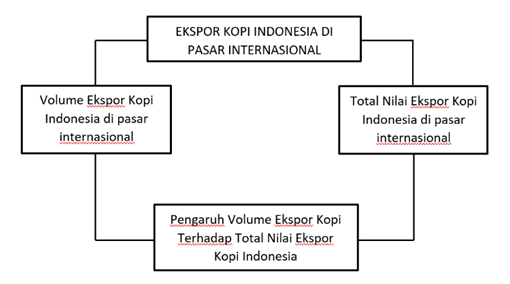 EKSPOR KOPI INDONESIA DI
PASAR INTERNASIONAL
Volume Ekspor Kopi
Indonesia di pasar
internasional
Total Nilai Ekspor Kopi
Indonesia di pasar
internasional
Pengaruh Volume Ekspor Kopi
Terhadap Total Nilai Ekspor
Kopi Indonesia